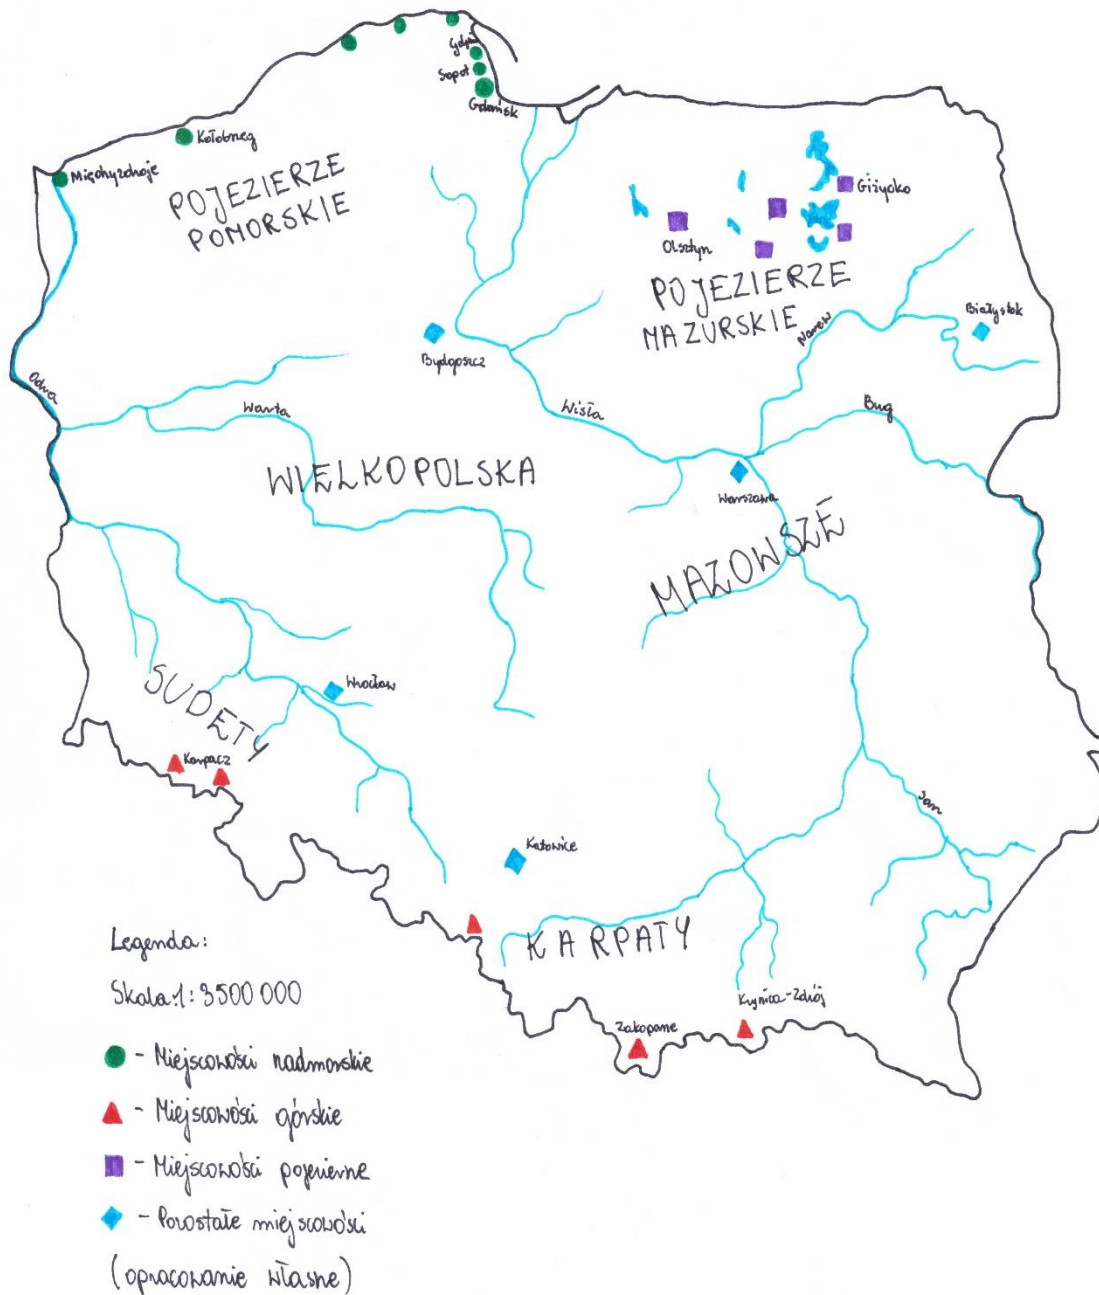 Gdynia
Sopot
Gdańsk
Kołobrzeg
Międzyzdroje
POJEZIERZE
POMORSKIE
Giżycko
Olsztyn
POJEZIERZE
MAZURSKIE
Narew
Białystok
Bydgoszcz
Odra
Warta
Wisła
Bug
WIELKOPOLSKA
Warszawa
MAZOWSZE
SUDETY
Wrocław
Karpacz
San
Katowice
KARPATY
Krynica-Zdrój
Zakopane
Legenda:
Skala 1:3500 000
- Miejscowości nadmorskie
- Miejscowości górskie
- Miejscowości pojezierne
- Pozostałe miejscowości
(opracowanie własne)